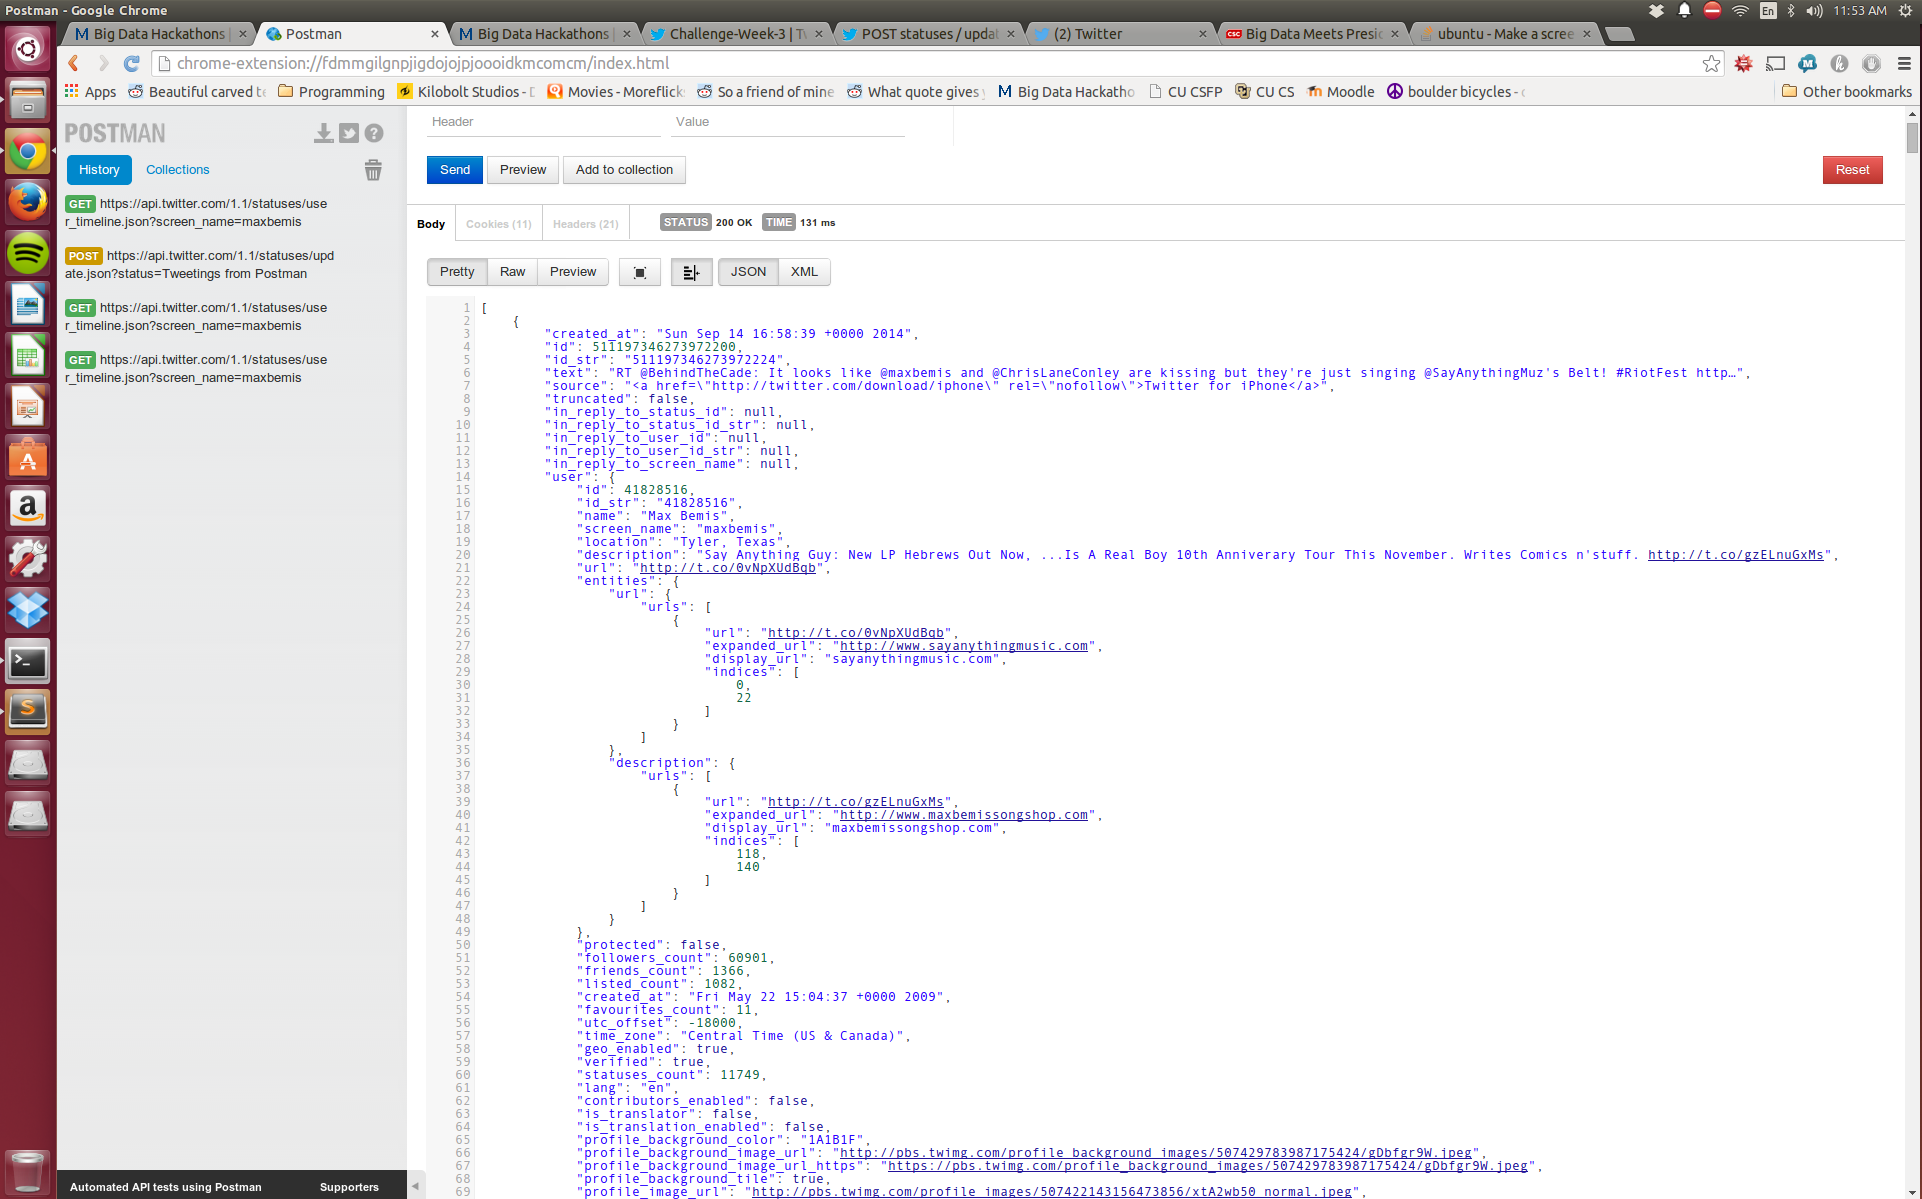 Postman - Google Chrome
En
11:53 AM
Big Data Hackathons |
Postman
Big Data Hackathons |
Challenge-Week-3 | Tw
POST statuses / updat
(2) Twitter
CSC Big Data Meets Presid
ubuntu - Make a scree
chrome-extension://fdmmgilgnpjigdojojpjoooidkmcomcm/index.html
Apps
Beautiful carved te
Programming
Kilobolt Studios - D
Movies - Moreflick
So a friend of mine
What quote gives y
Big Data Hackatho
CU CSFP
CU CS
Moodle
boulder bicycles - c
Other bookmarks
POSTMAN
History
Collections
GET https://api.twitter.com/1.1/statuses/use
r_timeline.json?screen_name=maxbemis
POST https://api.twitter.com/1.1/statuses/upd
ate.json?status=Tweetings from Postman
GET https://api.twitter.com/1.1/statuses/use
r_timeline.json?screen_name=maxbemis
GET https://api.twitter.com/1.1/statuses/use
r_timeline.json?screen_name=maxbemis
Automated API tests using Postman
Supporters
Header
Value
Send
Preview
Add to collection
Reset
Body
Cookies (11)
Headers (21)
STATUS 200 OK TIME 131 ms
Pretty
Raw
Preview
JSON
XML
1 [
2 {
3 "created_at": "Sun Sep 14 16:58:39 +0000 2014",
4 "id": 511197346273972200,
5 "id_str": "511197346273972224",
6 "text": "RT @BehindTheCade: It looks like @maxbemis and @ChrisLaneConley are kissing but they're just singing @SayAnythingMuz's Belt! #RiotFest http…",
7 "source": "<a href=\"http://twitter.com/download/iphone\" rel=\"nofollow\">Twitter for iPhone</a>",
8 "truncated": false,
9 "in_reply_to_status_id": null,
10 "in_reply_to_status_id_str": null,
11 "in_reply_to_user_id": null,
12 "in_reply_to_user_id_str": null,
13 "in_reply_to_screen_name": null,
14 "user": {
15 "id": 41828516,
16 "id_str": "41828516",
17 "name": "Max Bemis",
18 "screen_name": "maxbemis",
19 "location": "Tyler, Texas",
20 "description": "Say Anything Guy: New LP Hebrews Out Now, ...Is A Real Boy 10th Anniverary Tour This November. Writes Comics n'stuff. http://t.co/gzELnuGxMs",
21 "url": "http://t.co/0vNpXUdBqb",
22 "entities": {
23 "url": {
24 "urls": [
25 {
26 "url": "http://t.co/0vNpXUdBqb",
27 "expanded_url": "http://www.sayanythingmusic.com",
28 "display_url": "sayanythingmusic.com",
29 "indices": [
30 0,
31 22
32 ]
33 }
34 ]
35 },
36 "description": {
37 "urls": [
38 {
39 "url": "http://t.co/gzELnuGxMs",
40 "expanded_url": "http://www.maxbemissongshop.com",
41 "display_url": "maxbemissongshop.com",
42 "indices": [
43 118,
44 140
45 ]
46 }
47 ]
48 }
49 },
50 "protected": false,
51 "followers_count": 60901,
52 "friends_count": 1366,
53 "listed_count": 1082,
54 "created_at": "Fri May 22 15:04:37 +0000 2009",
55 "favourites_count": 11,
56 "utc_offset": -18000,
57 "time_zone": "Central Time (US & Canada)",
58 "geo_enabled": true,
59 "verified": true,
60 "statuses_count": 11749,
61 "lang": "en",
62 "contributors_enabled": false,
63 "is_translator": false,
64 "is_translation_enabled": false,
65 "profile_background_color": "1A1B1F",
66 "profile_background_image_url": "http://pbs.twimg.com/profile_background_images/507429783987175424/gDbfgr9W.jpeg",
67 "profile_background_image_url_https": "https://pbs.twimg.com/profile_background_images/507429783987175424/gDbfgr9W.jpeg",
68 "profile_background_tile": true,
69 "profile_image_url": "http://pbs.twimg.com/profile_images/507422143156473856/xtA2wb50_normal.jpeg",